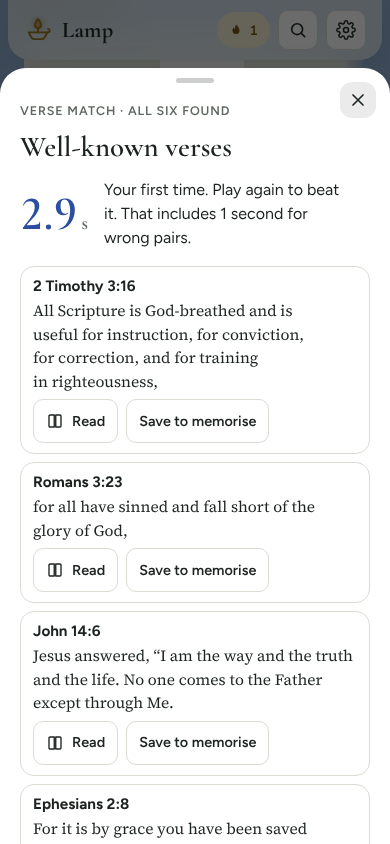 Lamp
1
VERSE MATCH · ALL SIX FOUND
Well-known verses
2.9 s
Your first time. Play again to beat
it. That includes 1 second for
wrong pairs.
2 Timothy 3:16
All Scripture is God-breathed and is
useful for instruction, for conviction,
for correction, and for training
in righteousness,
Read
Save to memorise
Romans 3:23
for all have sinned and fall short of the
glory of God,
Read
Save to memorise
John 14:6
Jesus answered, “I am the way and the truth
and the life. No one comes to the Father
except through Me.
Read
Save to memorise
Ephesians 2:8
For it is by grace you have been saved